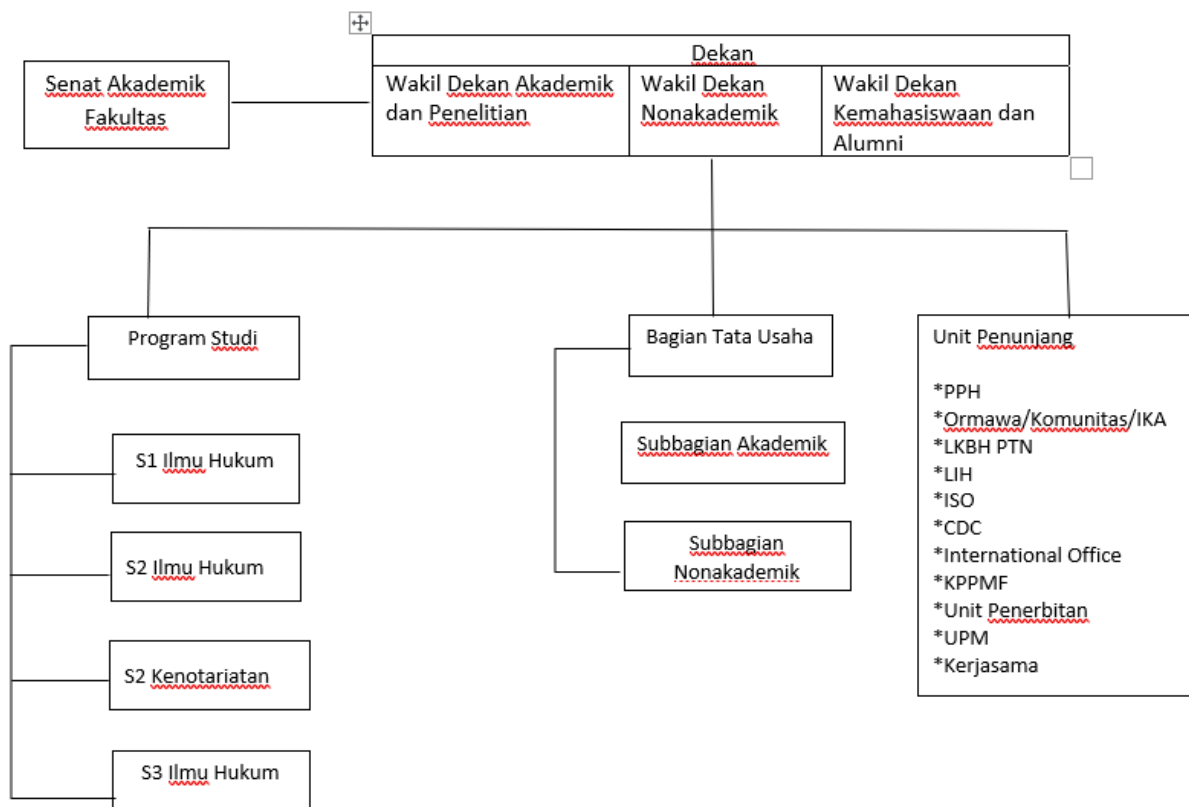 Dekan
Senat Akademik
Fakultas
Wakil Dekan Akademik
dan Penelitian
Wakil Dekan
Nonakademik
Wakil Dekan
Kemahasiswaan dan
Alumni
Program Studi
S1 Ilmu Hukum
S2 Ilmu Hukum
S2 Kenotariatan
S3 Ilmu Hukum
Bagian Tata Usaha
Subbagian Akademik
Subbagian
Nonakademik
Unit Penunjang
*PPH
*Ormawa/Komunitas/IKA
*LKBH PTN
*LIH
*ISO
*CDC
*International Office
*KPPMF
*Unit Penerbitan
*UPM
*Kerjasama